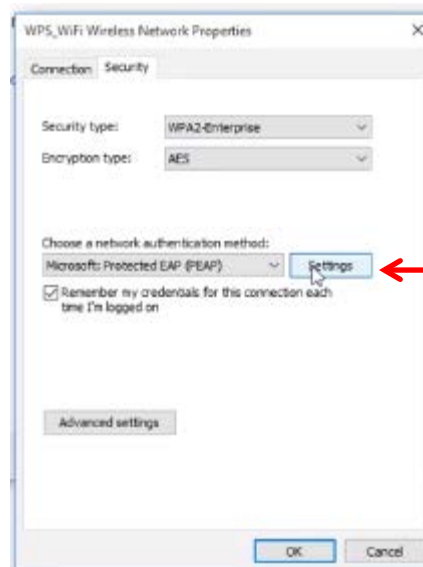 WPS_WiFi Wireless Network Properties
Connection Security
Security type: WPA2-Enterprise
Encryption type: AES
Choose a network authentication method:
Microsoft: Protected EAP (PEAP) Settings
Remember my credentials for this connection each
time I'm logged on
Advanced settings
OK Cancel